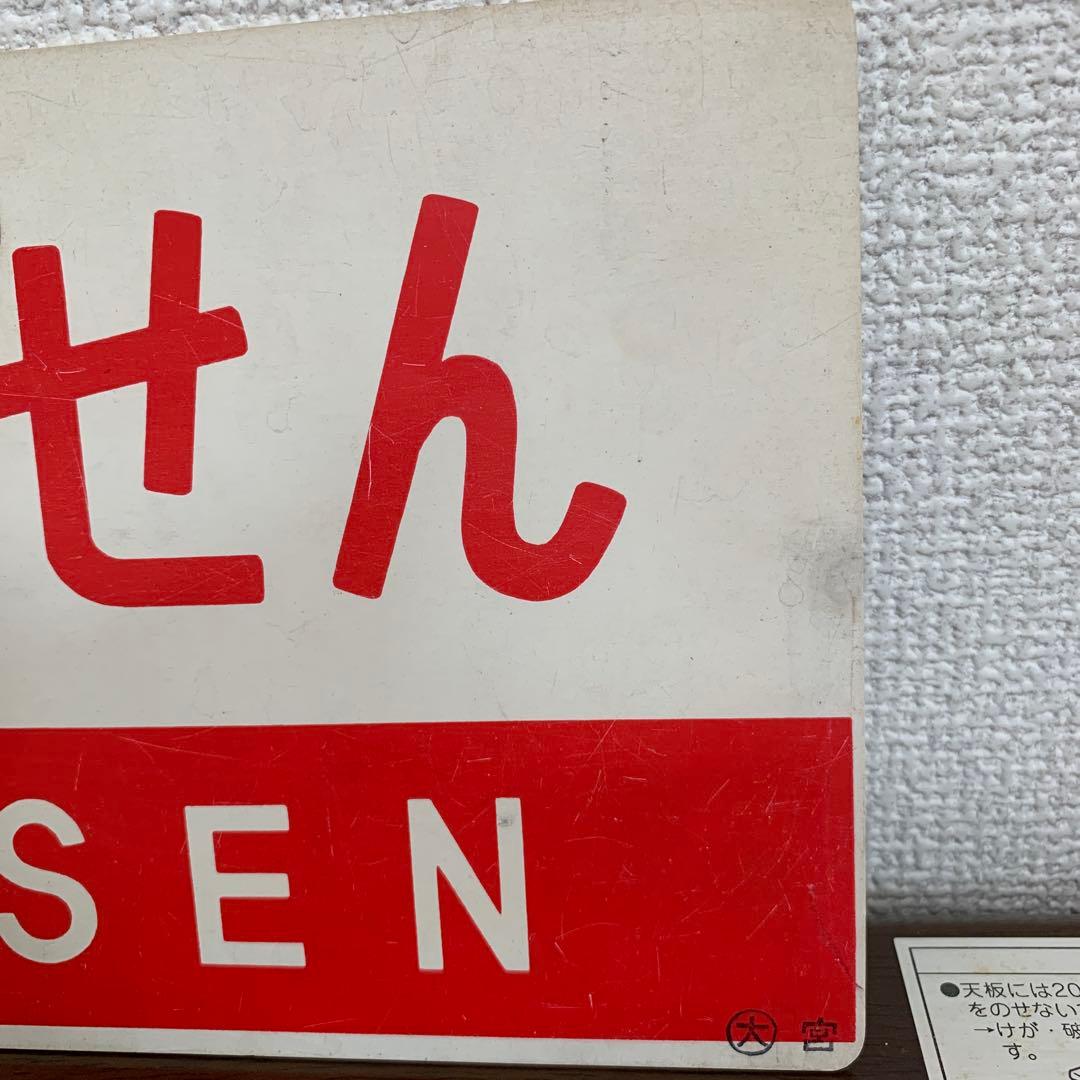 せん
SEN
大 宮
●天板には20
をのせない
→けが・破
す。